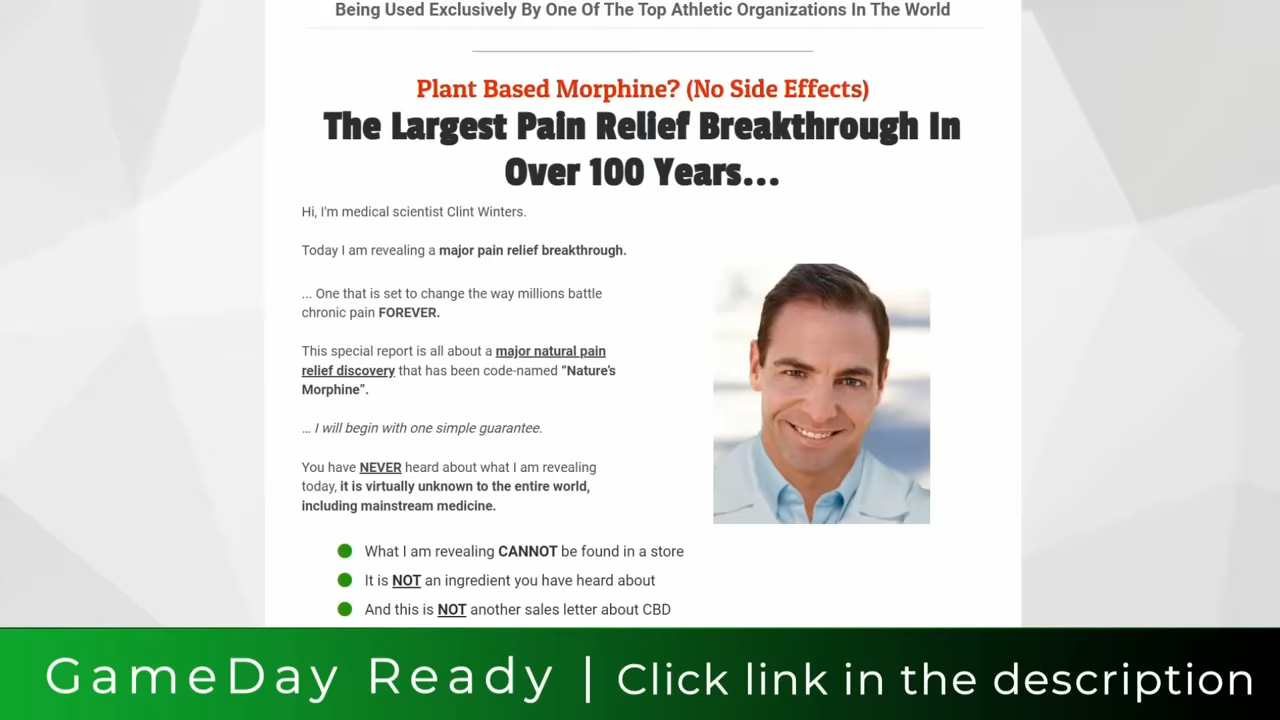 Being Used Exclusively By One Of The Top Athletic Organizations In The World
Plant Based Morphine? (No Side Effects)
The Largest Pain Relief Breakthrough In
Over 100 Years...
Hi, I'm medical scientist Clint Winters.
Today I am revealing a major pain relief breakthrough.
... One that is set to change the way millions battle
chronic pain FOREVER.
This special report is all about a major natural pain
relief discovery that has been code-named “Nature's
Morphine”.
... I will begin with one simple guarantee.
You have NEVER heard about what I am revealing
today, it is virtually unknown to the entire world,
including mainstream medicine.
What I am revealing CANNOT be found in a store
It is NOT an ingredient you have heard about
And this is NOT another sales letter about CBD
GameDay Ready | Click link in the description